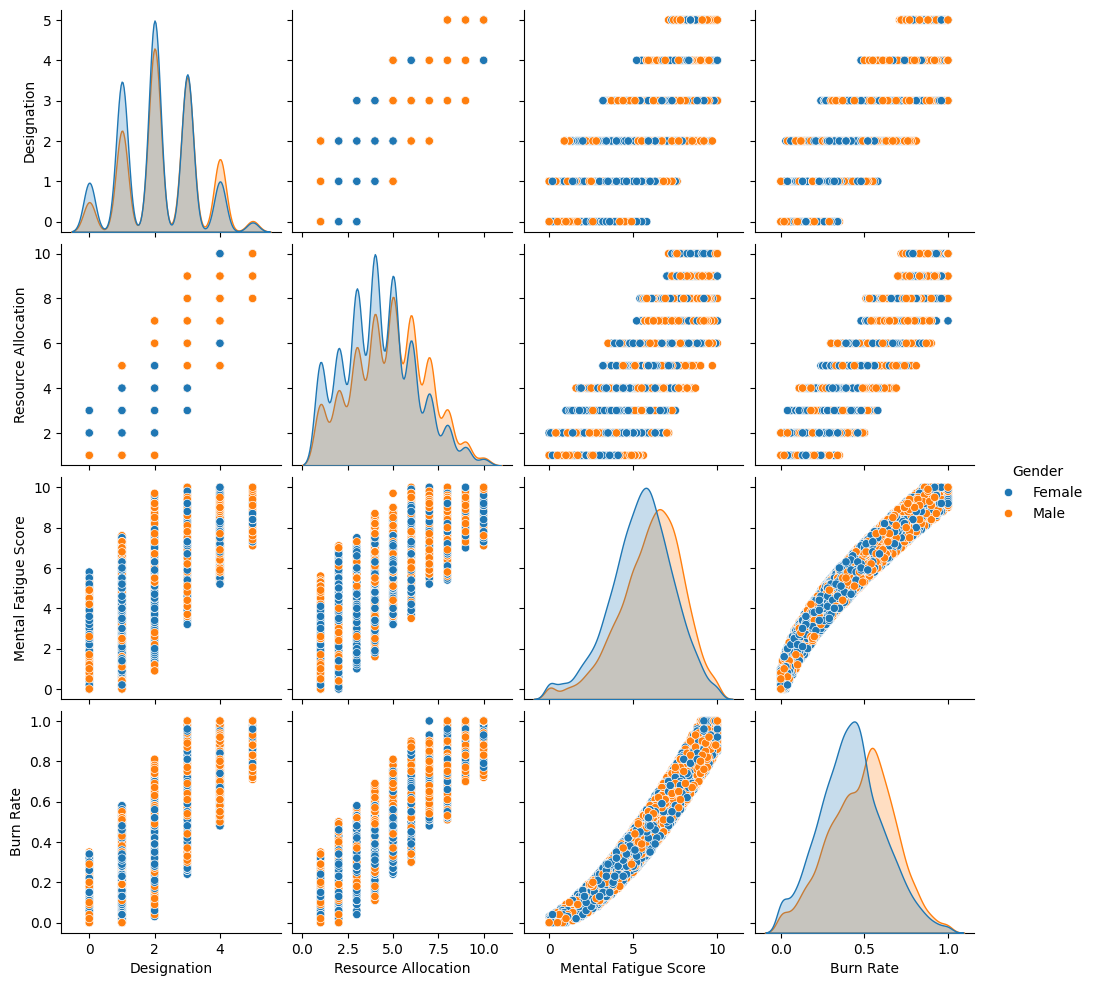 5
4
3
2
1
0
Designation
10
8
6
4
2
Resource Allocation
10
8
6
4
2
0
Mental Fatigue Score
Gender
Female
Male
1.0
0.8
0.6
0.4
0.2
0.0
Burn Rate
0 2 4
0.0 2.5 5.0 7.5 10.0
0 5 10
0.0 0.5 1.0
Designation
Resource Allocation
Mental Fatigue Score
Burn Rate